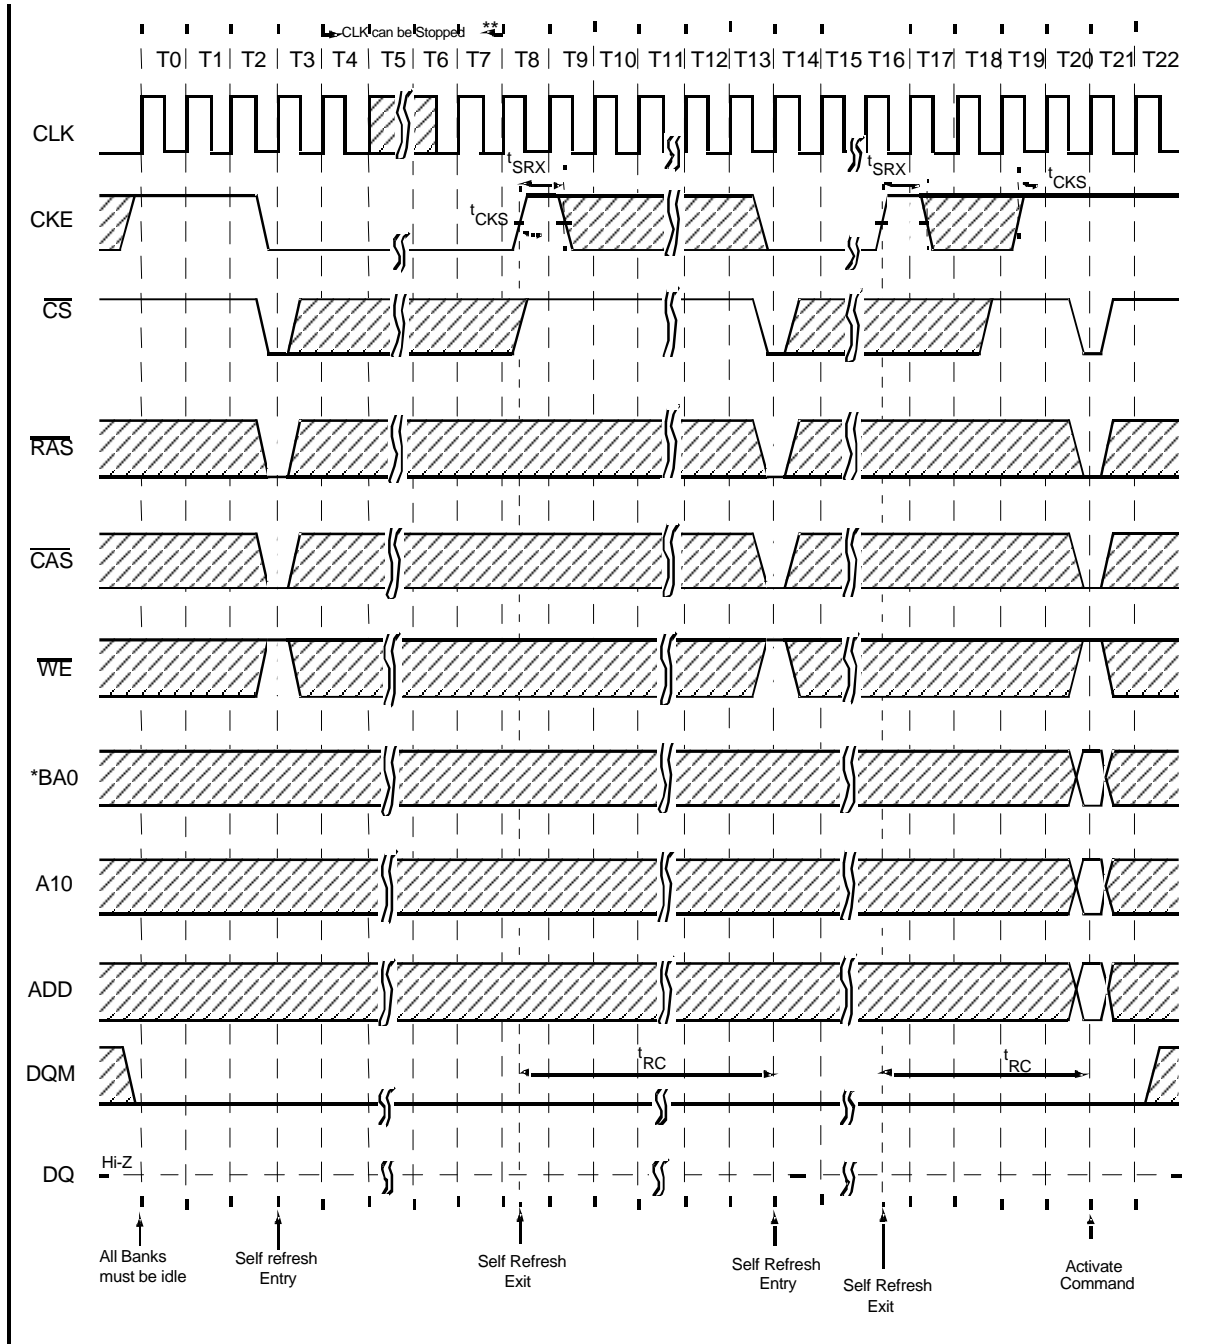 CLK can be Stopped **
T0 T1 T2 T3 T4 T5 T6 T7 T8 T9 T10 T11 T12 T13 T14 T15 T16 T17 T18 T19 T20 T21 T22
CLK
tSRX tSRX tCKS
CKE
tCKS
CS
RAS
CAS
WE
*BA0
A10
ADD
tRC tRC
DQM
Hi-Z
DQ
All Banks
must be idle
Self refresh
Entry
Self Refresh
Exit
Self Refresh
Entry
Self Refresh
Exit
Activate
Command